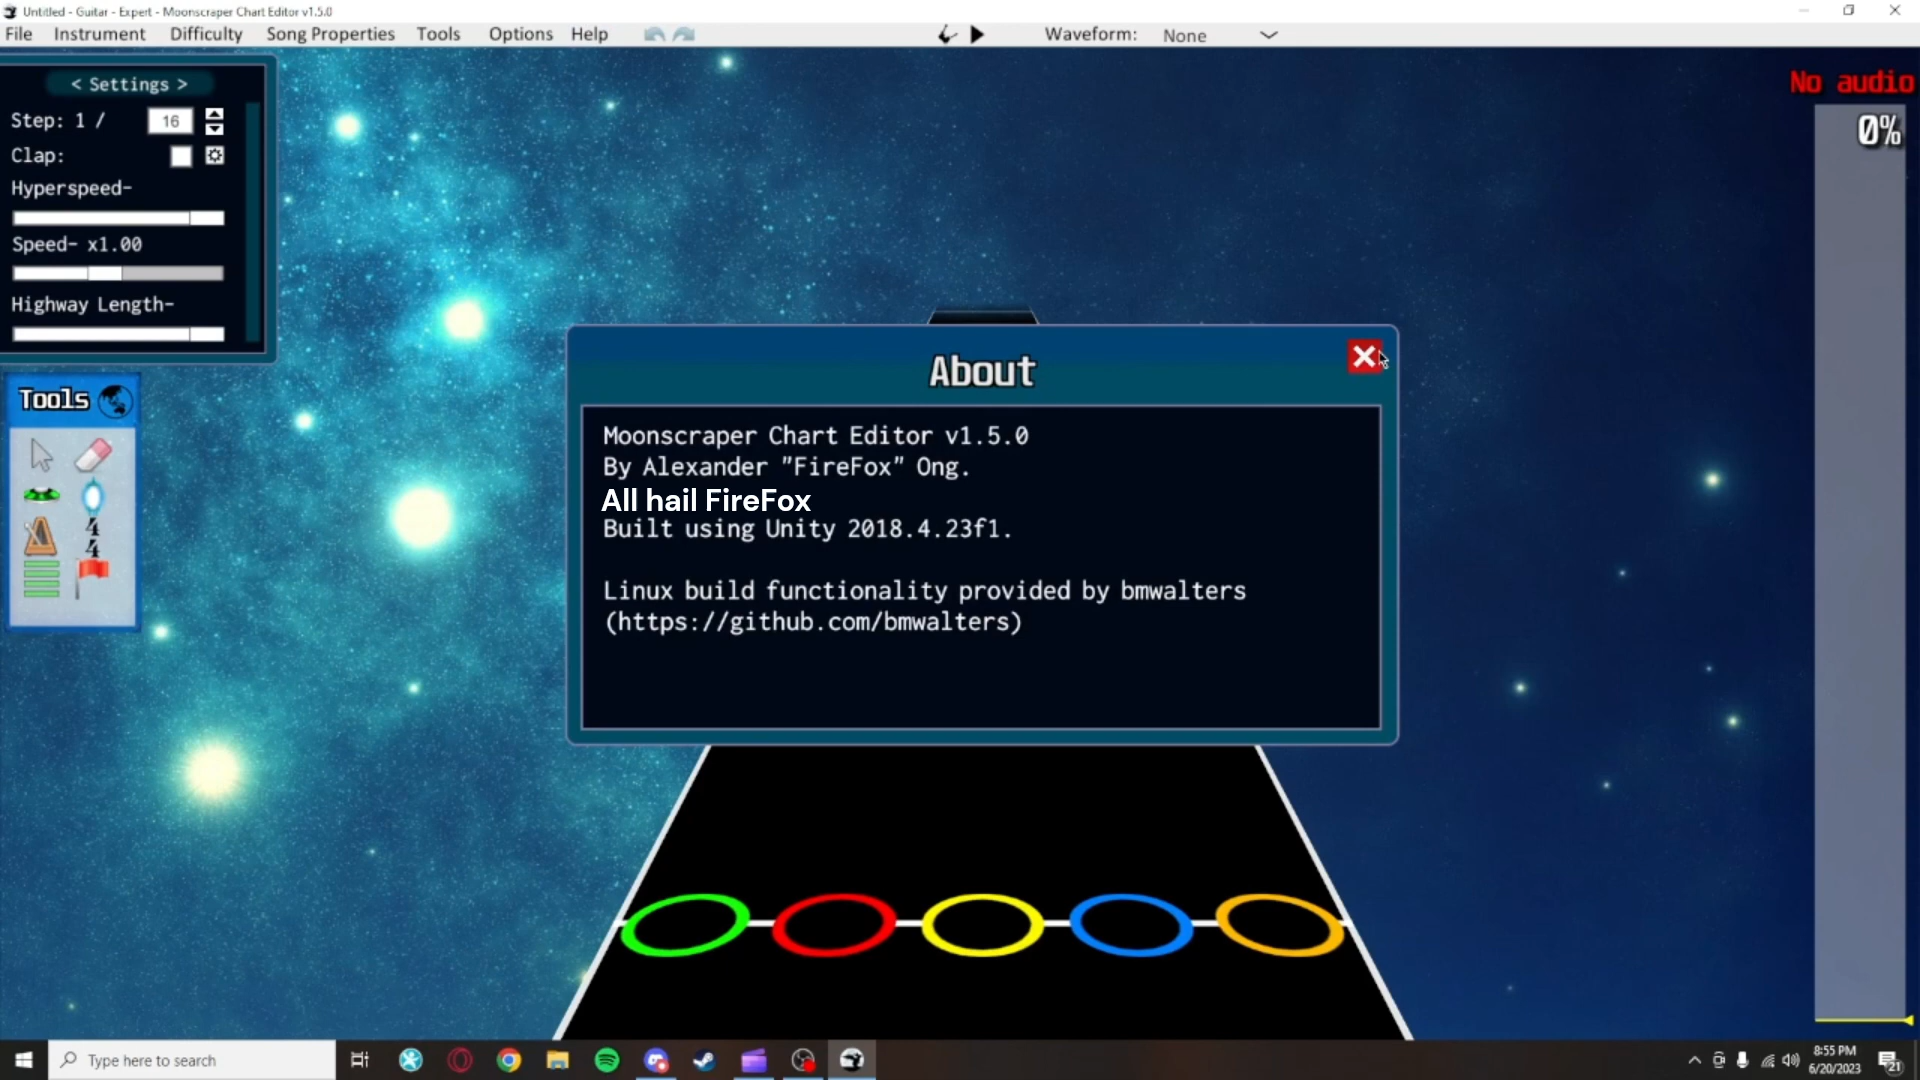 Untitled - Guitar - Expert - Moonscraper Chart Editor v1.5.0
File Instrument Difficulty Song Properties Tools Options Help Waveform: None
< Settings >
Step: 1 / 16
Clap:
Hyperspeed-
Speed- x1.00
Highway Length-
No audio
0%
Tools
4
4
About
Moonscraper Chart Editor v1.5.0
By Alexander "FireFox" Ong.
All hail FireFox
Built using Unity 2018.4.23f1.
Linux build functionality provided by bmwalters
(https://github.com/bmwalters)
Type here to search
8:55 PM
6/20/2023
21